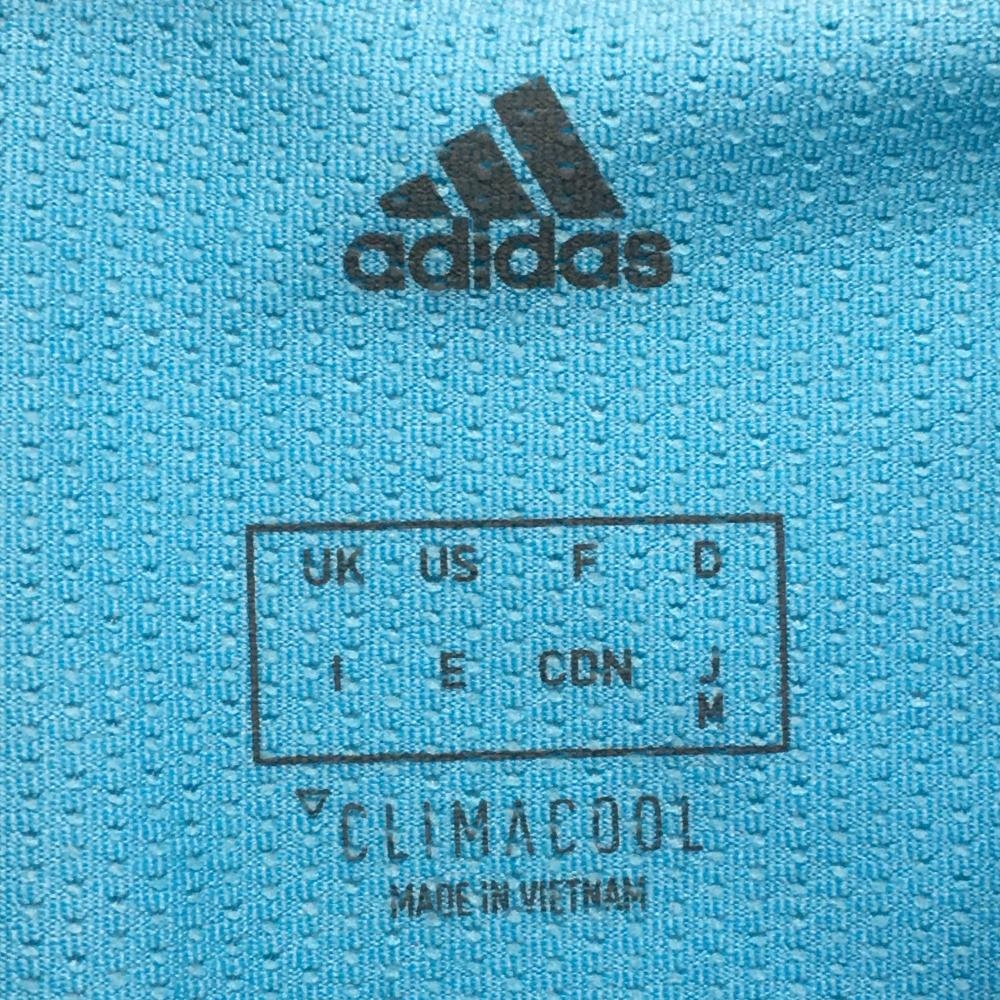 adidas
UK US F D
I E CDN J
M
CLIMACOOL
MADE IN VIETNAM